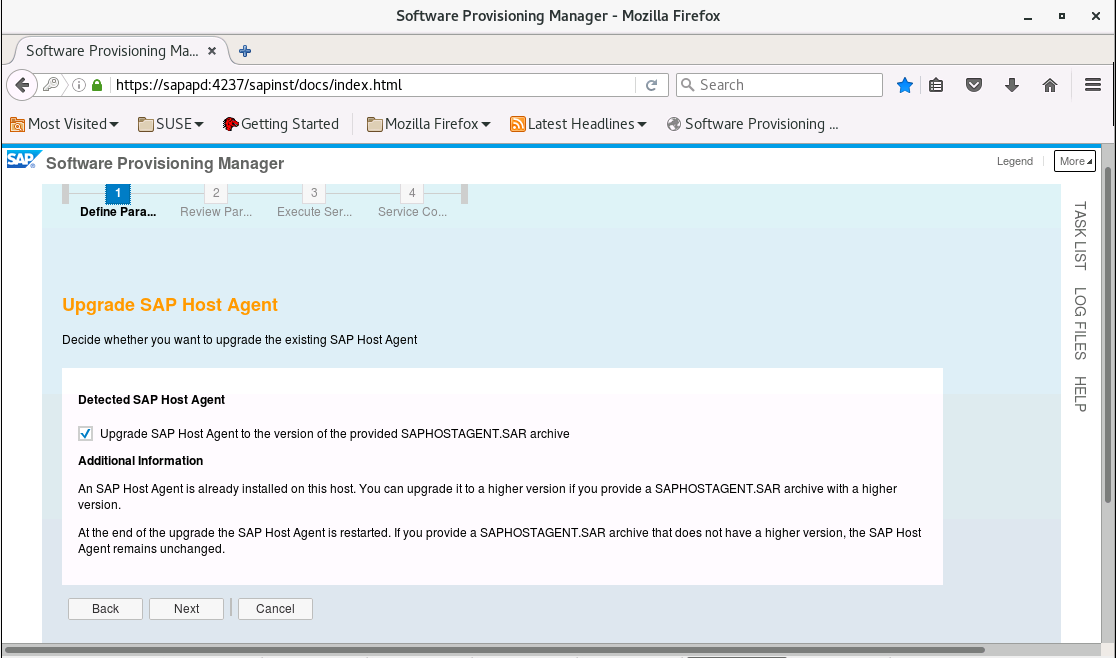 Software Provisioning Manager - Mozilla Firefox
Software Provisioning Ma...
https://sapapd:4237/sapinst/docs/index.html
Search
Most Visited
SUSE
Getting Started
Mozilla Firefox
Latest Headlines
Software Provisioning ...
SAP
Software Provisioning Manager
Legend
More
1
2
3
4
Define Para...
Review Par...
Execute Ser...
Service Co...
TASK LIST
LOG FILES
HELP
Upgrade SAP Host Agent
Decide whether you want to upgrade the existing SAP Host Agent
Detected SAP Host Agent
Upgrade SAP Host Agent to the version of the provided SAPHOSTAGENT.SAR archive
Additional Information
An SAP Host Agent is already installed on this host. You can upgrade it to a higher version if you provide a SAPHOSTAGENT.SAR archive with a higher
version.
At the end of the upgrade the SAP Host Agent is restarted. If you provide a SAPHOSTAGENT.SAR archive that does not have a higher version, the SAP Host
Agent remains unchanged.
Back
Next
Cancel